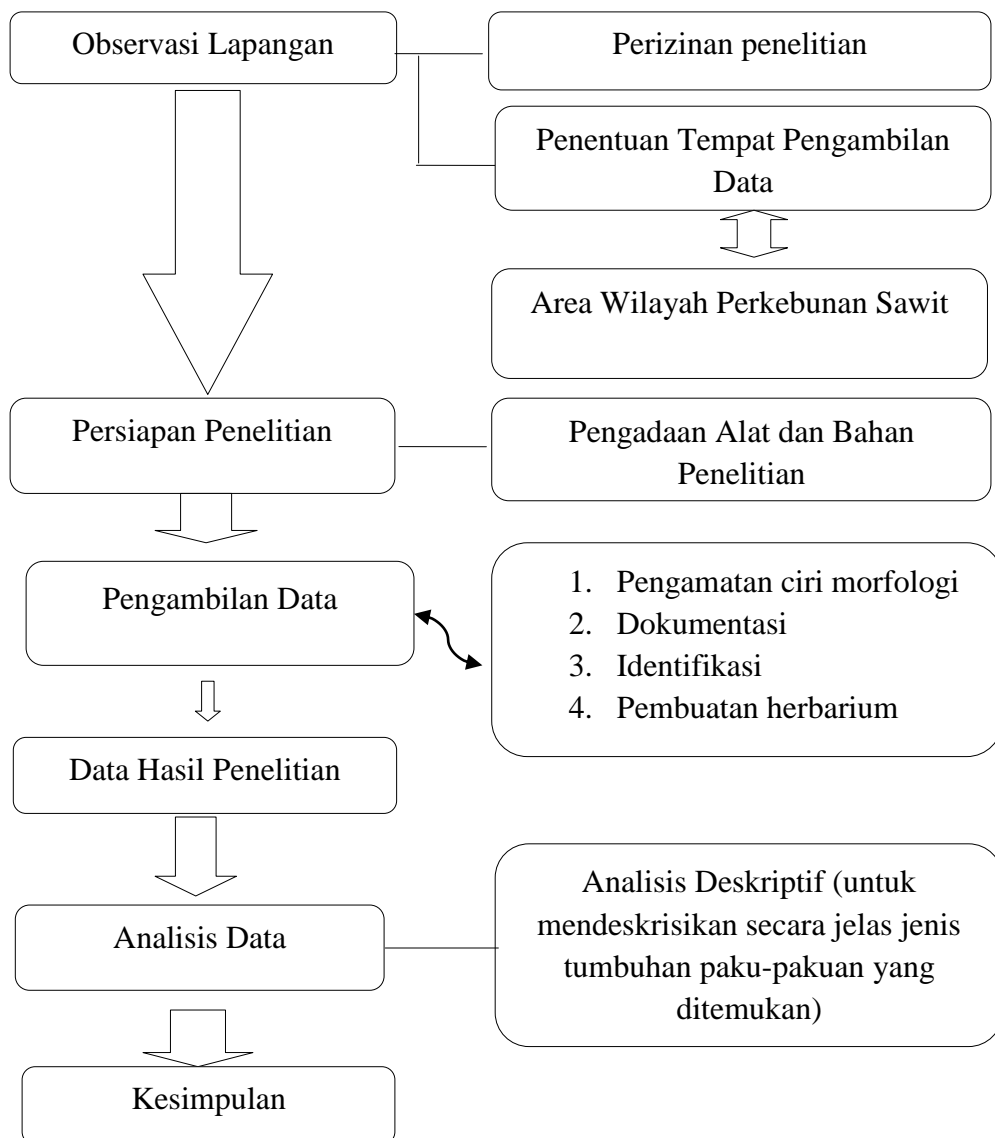 Observasi Lapangan
Perizinan penelitian
Penentuan Tempat Pengambilan
Data
Area Wilayah Perkebunan Sawit
Persiapan Penelitian
Pengadaan Alat dan Bahan
Penelitian
Pengambilan Data
1. Pengamatan ciri morfologi
2. Dokumentasi
3. Identifikasi
4. Pembuatan herbarium
Data Hasil Penelitian
Analisis Data
Analisis Deskriptif (untuk
mendeskrisikan secara jelas jenis
tumbuhan paku-pakuan yang
ditemukan)
Kesimpulan